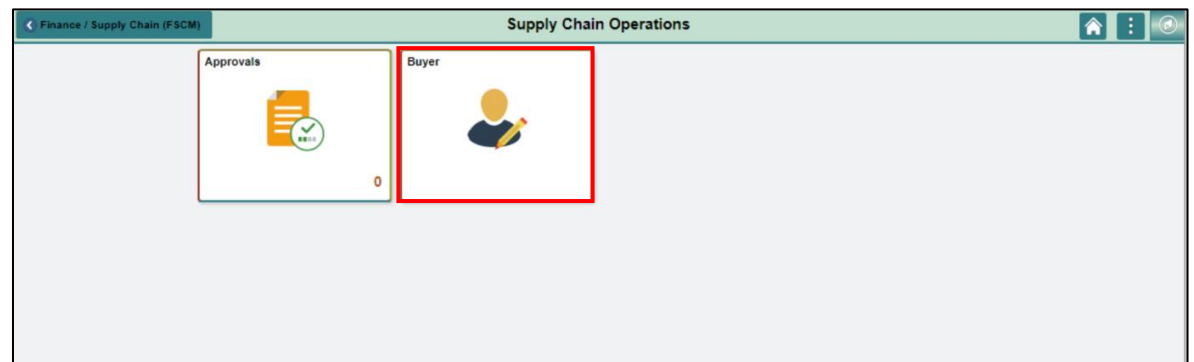 Finance / Supply Chain (FSCM)
Supply Chain Operations
Approvals
Buyer
0